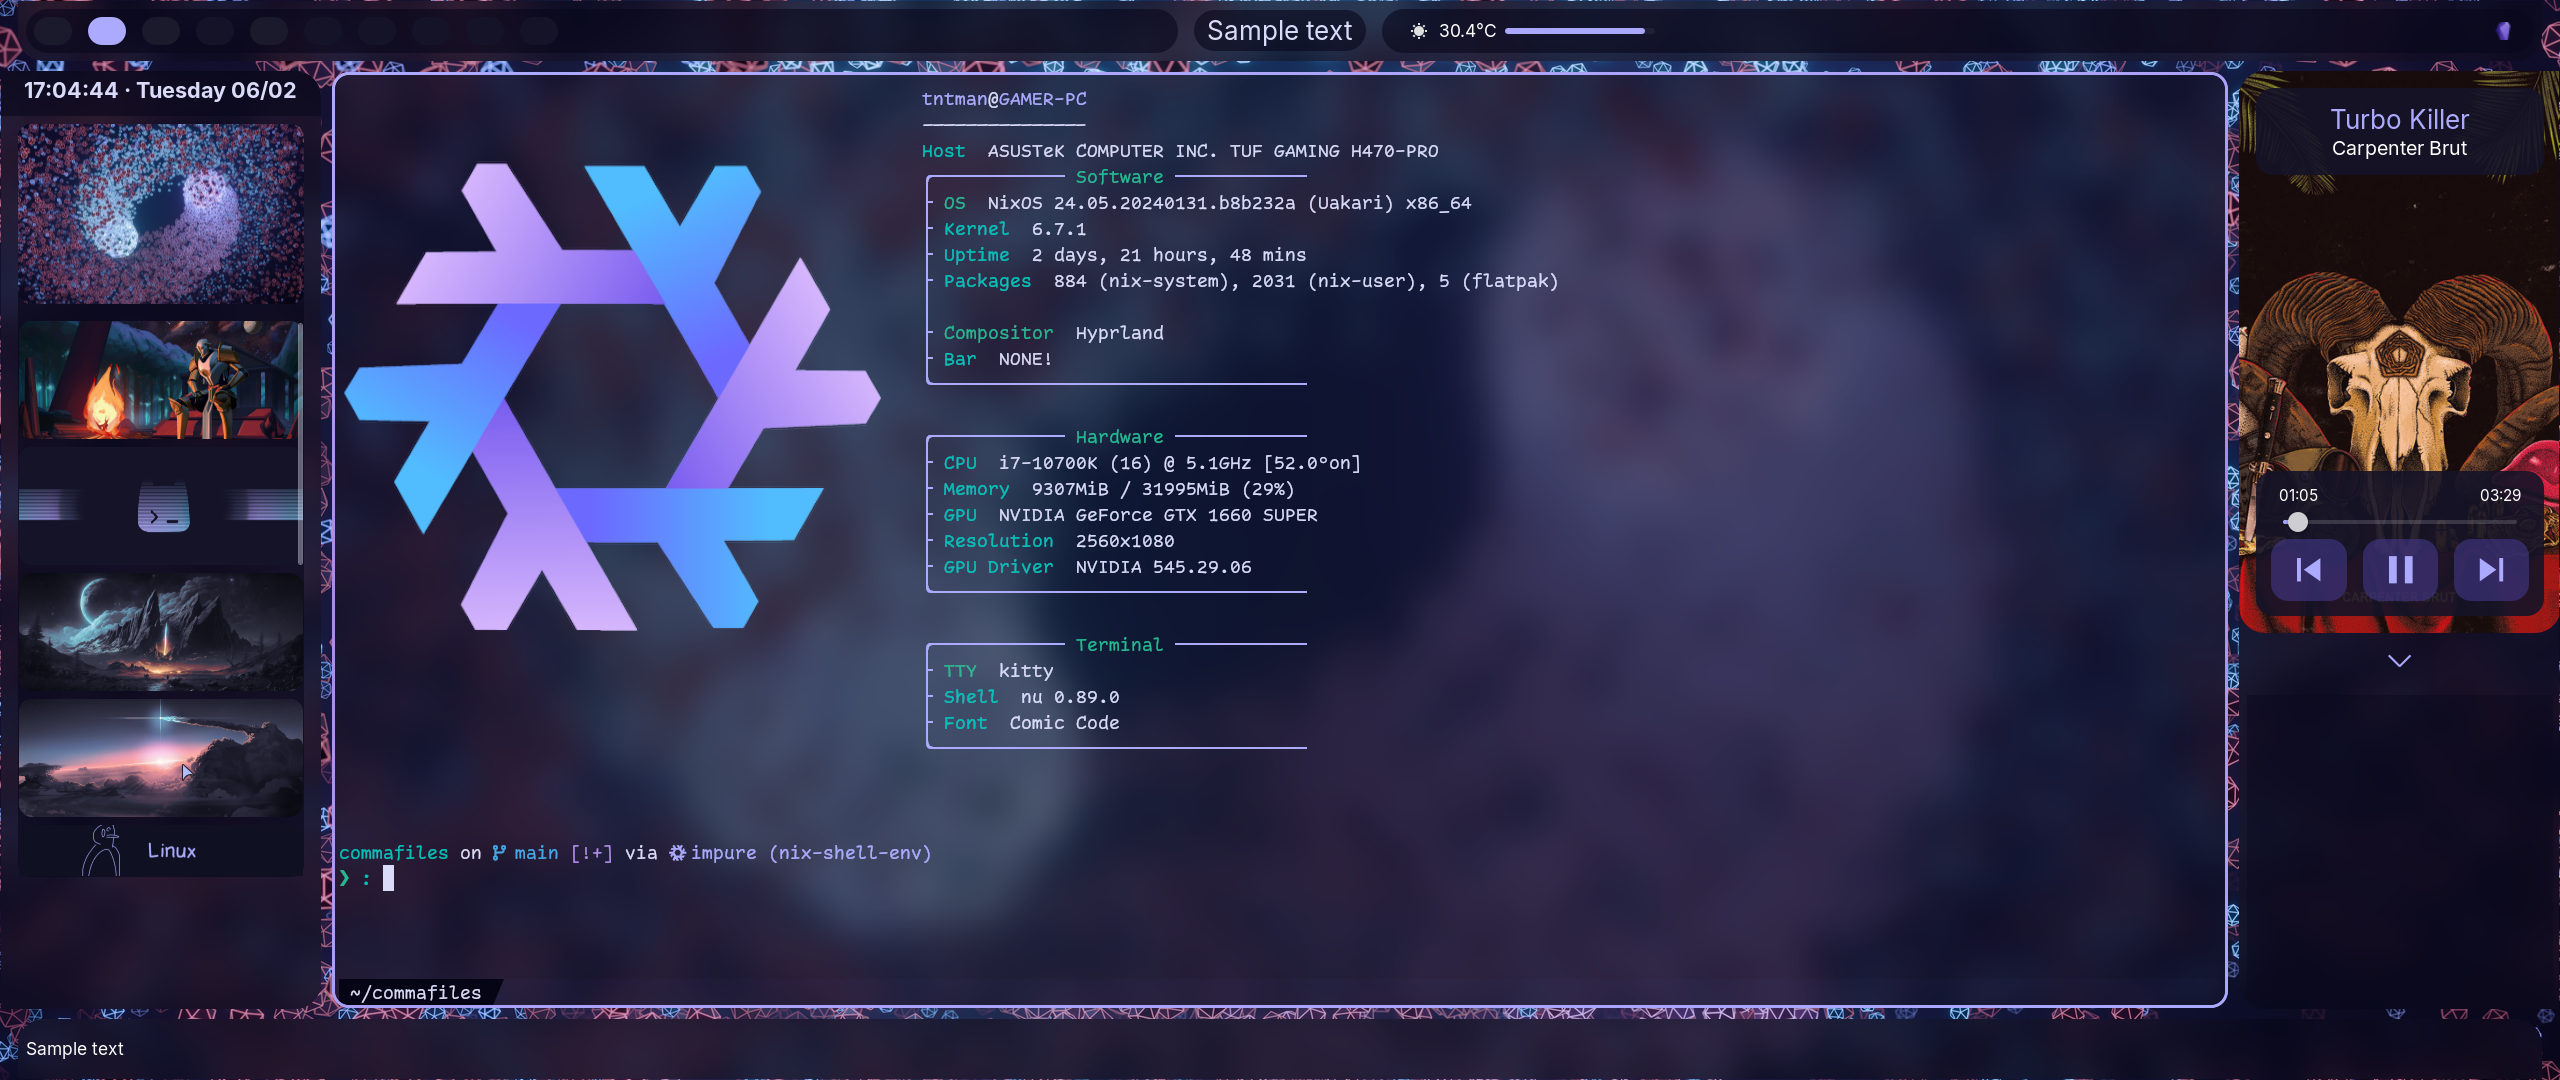 Sample text
30.4°C
17:04:44 · Tuesday 06/02
Linux
tntman@GAMER-PC
Host ASUSTeK COMPUTER INC. TUF GAMING H470-PRO
Software
OS NixOS 24.05.20240131.b8b232a (Uakari) x86_64
Kernel 6.7.1
Uptime 2 days, 21 hours, 48 mins
Packages 884 (nix-system), 2031 (nix-user), 5 (flatpak)
Compositor Hyprland
Bar NONE!
Hardware
CPU i7-10700K (16) @ 5.1GHz [52.0°on]
Memory 9307MiB / 31995MiB (29%)
GPU NVIDIA GeForce GTX 1660 SUPER
Resolution 2560x1080
GPU Driver NVIDIA 545.29.06
Terminal
TTY kitty
Shell nu 0.89.0
Font Comic Code
commafiles on main [!+] via impure (nix-shell-env)
❯ :
~/commafiles
Turbo Killer
Carpenter Brut
01:05 03:29
CARPENTER BRUT
Sample text